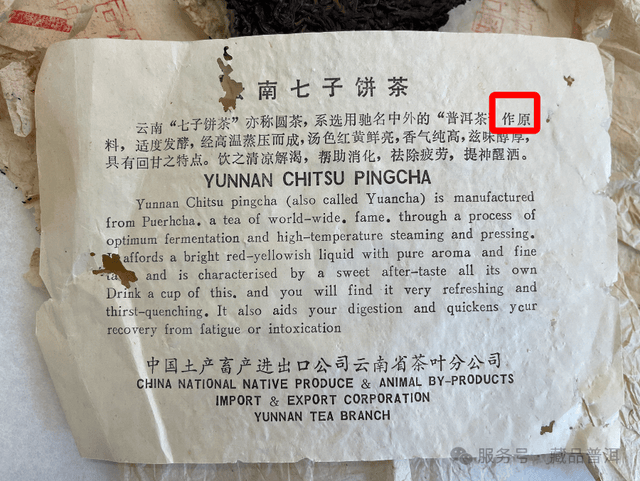 南七子饼茶
云南“七子饼茶”亦称圆茶，系选用驰名中外的“普洱茶”作原
料，适度发酵，经高温蒸压而成，汤色红黄鲜亮，香气纯高，滋味醇厚，
具有回甘之特点。饮之清凉解渴，帮助消化，祛除疲劳，提神醒酒。
YUNNAN CHITSU PINGCHA
Yunnan Chitsu pingcha (also called Yuancha) is manufactured
from Puerhcha. a tea of world-wide. fame. through a process of
optimum fermentation and high-temperature steaming and pressing.
affords a bright red-yellowish liquid with pure aroma and fine
and is characterised by a sweet after-taste all its own
Drink a cup of this. and you will find it very refreshing and
thirst-quenching. It also aids your digestion and quickens your
recovery from fatigue or intoxication
中国土产畜产进出口公司云南省茶叶分公司
CHINA NATIONAL NATIVE PRODUCE & ANIMAL BY-PRODUCTS
IMPORT & EXPORT CORPORATION
YUNNAN TEA BRANCH
服务号·藏品普洱